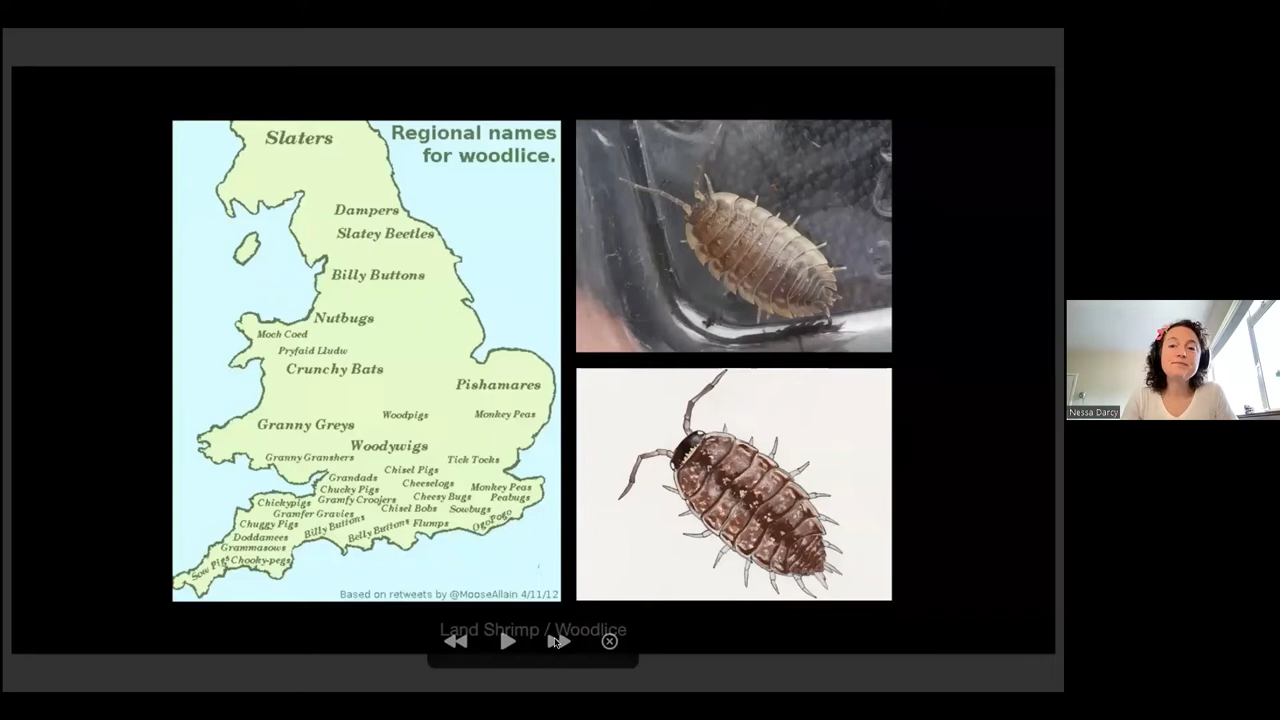 Regional names
for woodlice.
Slaters
Dampers
Slatey Beetles
Billy Buttons
Nutbugs
Moch Coed
Pryfaid Lludw
Crunchy Bats
Pishamares
Woodpigs
Monkey Peas
Granny Greys
Woodywigs
Granny Granshers
Tick Tocks
Chisel Pigs
Grandads
Cheeselogs
Monkey Peas
Chucky Pigs
Cheesy Bugs
Peabugs
Chickypigs
Gramfy Croojers
Chisel Bobs
Sowbugs
Gramfer Gravies
Ogopogo
Chuggy Pigs
Billy Buttons
Belly Buttons
Flumps
Doddamees
Grammasows
Sow Pigs
Chooky-pegs
Based on retweets by @MooseAllain 4/11/12
Land Shrimp / Woodlice
Nessa Darcy